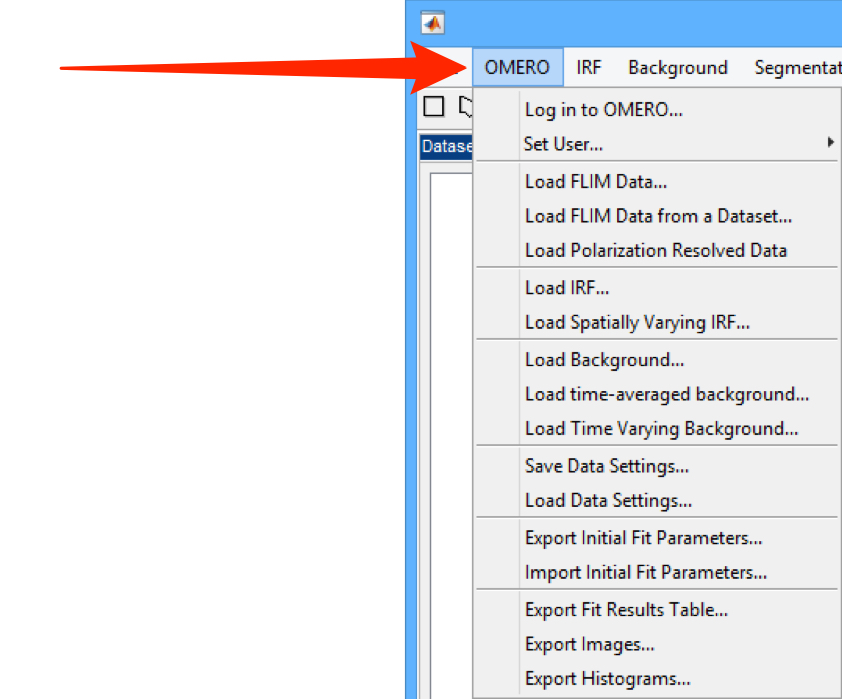 OMERO IRF Background
Log in to OMERO...
Set User...
Load FLIM Data...
Load FLIM Data from a Dataset...
Load Polarization Resolved Data
Load IRF...
Load Spatially Varying IRF...
Load Background...
Load time-averaged background...
Load Time Varying Background...
Save Data Settings...
Load Data Settings...
Export Initial Fit Parameters...
Import Initial Fit Parameters...
Export Fit Results Table...
Export Images...
Export Histograms...